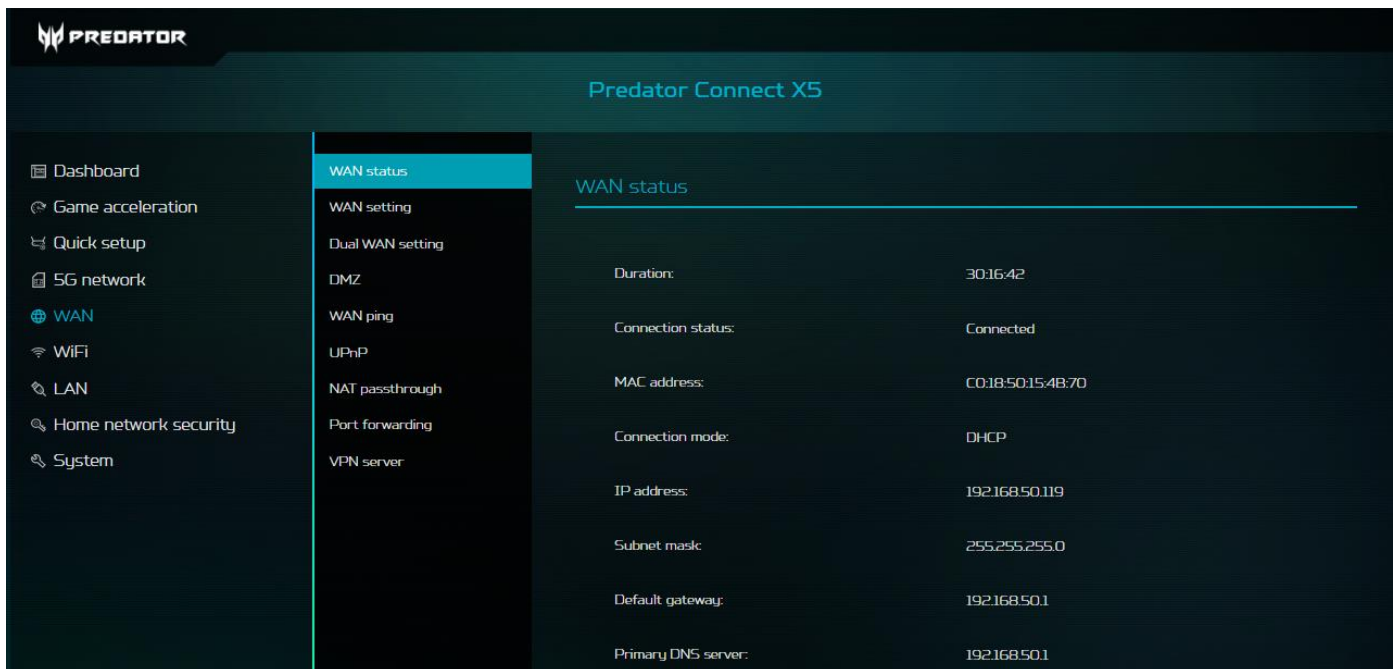 PREDATOR
Predator Connect X5
Dashboard
Game acceleration
Quick setup
5G network
WAN
WiFi
LAN
Home network security
System
WAN status
WAN setting
Dual WAN setting
DMZ
WAN ping
UPnP
NAT passthrough
Port forwarding
VPN server
WAN status
Duration: 30:16:42
Connection status: Connected
MAC address: C0:18:50:15:4B:70
Connection mode: DHCP
IP address: 192.168.50.119
Subnet mask: 255.255.255.0
Default gateway: 192.168.50.1
Primary DNS server: 192.168.50.1